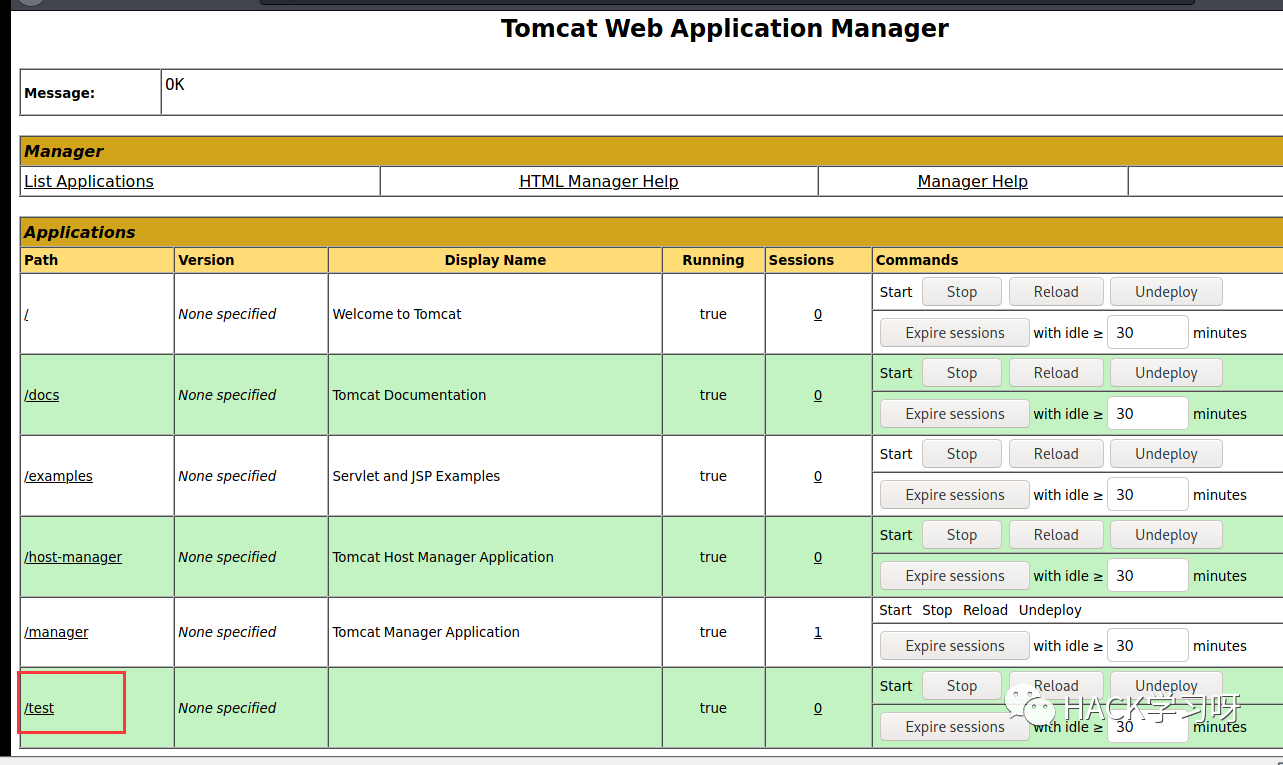 Tomcat Web Application Manager
Message: OK
Manager
List Applications HTML Manager Help Manager Help
Applications
Path Version Display Name Running Sessions Commands
/ None specified Welcome to Tomcat true 0 Start Stop Reload Undeploy
Expire sessions with idle ≥ 30 minutes
/docs None specified Tomcat Documentation true 0 Start Stop Reload Undeploy
Expire sessions with idle ≥ 30 minutes
/examples None specified Servlet and JSP Examples true 0 Start Stop Reload Undeploy
Expire sessions with idle ≥ 30 minutes
/host-manager None specified Tomcat Host Manager Application true 0 Start Stop Reload Undeploy
Expire sessions with idle ≥ 30 minutes
/manager None specified Tomcat Manager Application true 1 Start Stop Reload Undeploy
Expire sessions with idle ≥ 30 minutes
/test None specified true 0 Start Stop Reload Undeploy
HACK学习呀
Expire sessions with idle ≥ 30 minutes